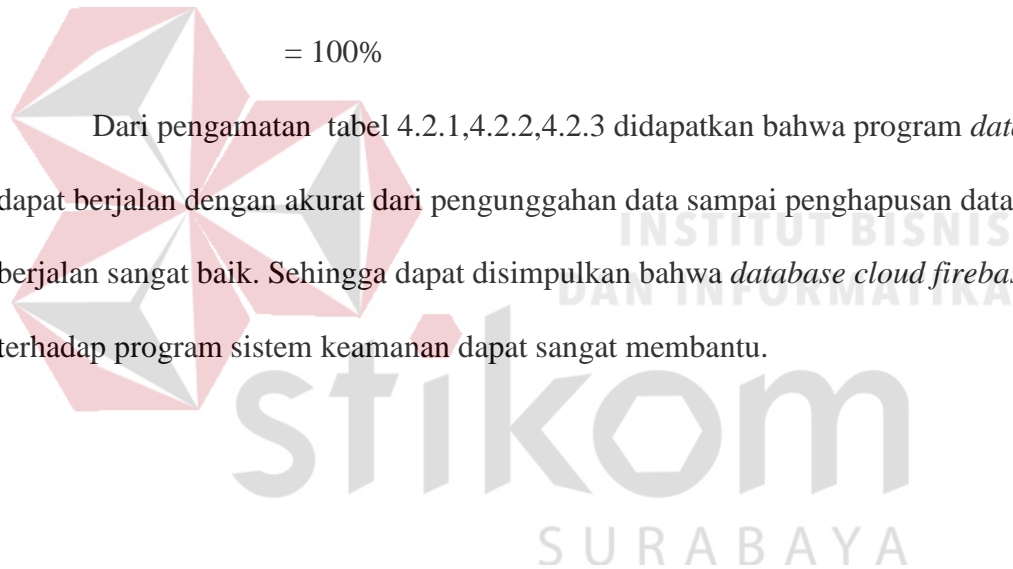 = 100%
Dari pengamatan tabel 4.2.1,4.2.2,4.2.3 didapatkan bahwa program
dapat berjalan dengan akurat dari pengunggahan data sampai penghapusan data
INSTITUT BISNIS
berjalan sangat baik. Sehingga dapat disimpulkan bahwa database cloud
DAN INFORMATIKA
terhadap program sistem keamanan dapat sangat membantu.
stikom
SURABAYA